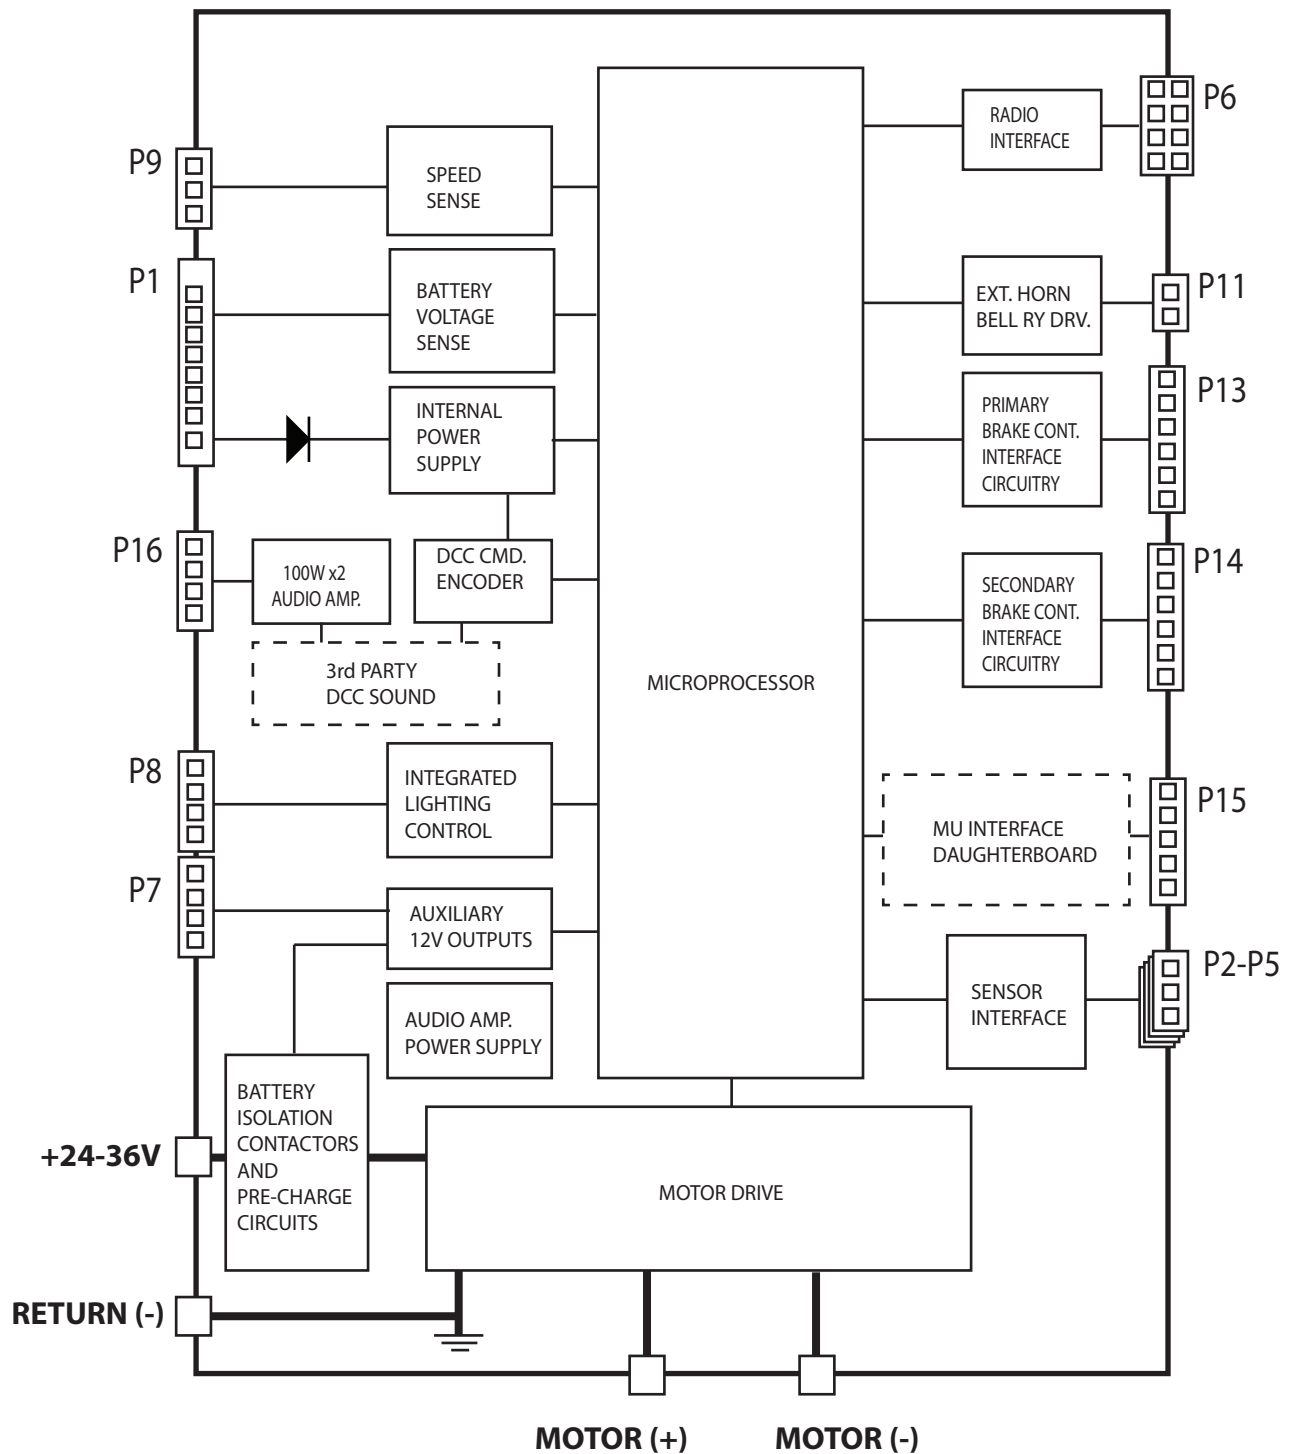 P9
SPEED
SENSE
P1
BATTERY
VOLTAGE
SENSE
INTERNAL
POWER
SUPPLY
P16
100W x2
AUDIO AMP.
DCC CMD.
ENCODER
3rd PARTY
DCC SOUND
P8
INTEGRATED
LIGHTING
CONTROL
P7
AUXILIARY
12V OUTPUTS
AUDIO AMP.
POWER SUPPLY
BATTERY
ISOLATION
CONTACTORS
AND
PRE-CHARGE
CIRCUITS
+24-36V
RETURN (-)
MICROPROCESSOR
MOTOR DRIVE
RADIO
INTERFACE
P6
EXT. HORN
BELL RY DRV.
P11
PRIMARY
BRAKE CONT.
INTERFACE
CIRCUITRY
P13
SECONDARY
BRAKE CONT.
INTERFACE
CIRCUITRY
P14
MU INTERFACE
DAUGHTERBOARD
P15
SENSOR
INTERFACE
P2-P5
MOTOR (+)
MOTOR (-)